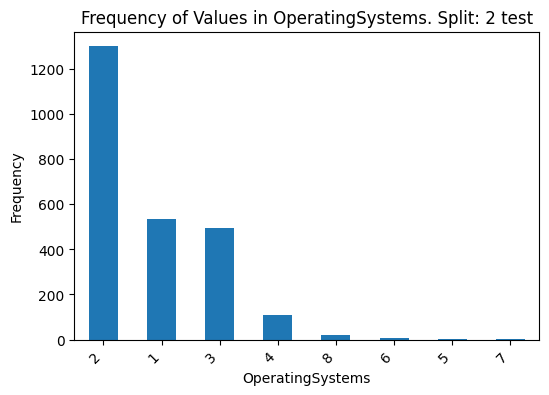 Frequency of Values in OperatingSystems. Split: 2 test
Frequency
1200
1000
800
600
400
200
0
2 1 3 4 8 6 5 7
OperatingSystems